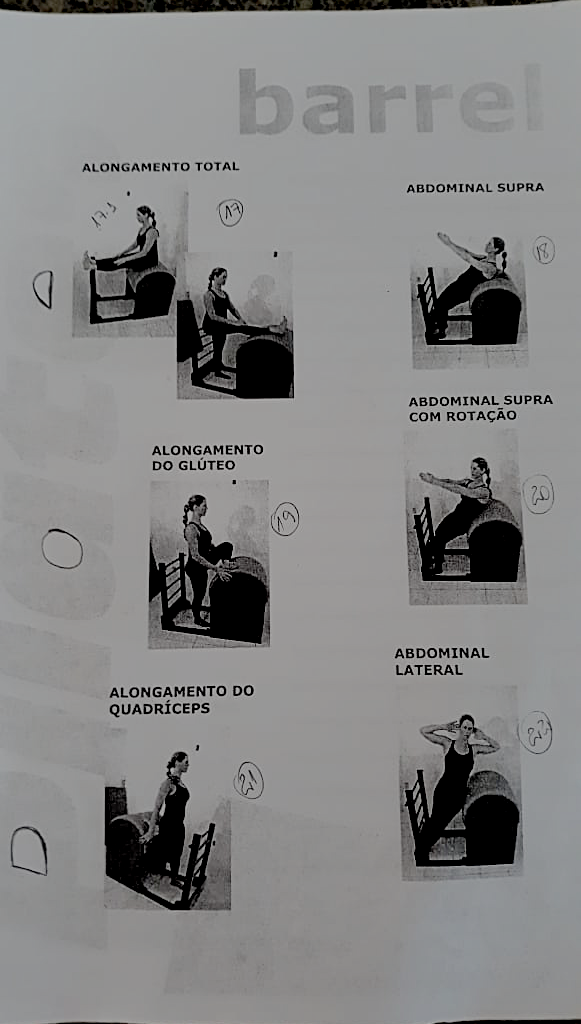 barrel
ALONGAMENTO TOTAL
17.1
17
ABDOMINAL SUPRA
18
ABDOMINAL SUPRA
COM ROTAÇÃO
20
ALONGAMENTO
DO GLÚTEO
19
ABDOMINAL
LATERAL
22
ALONGAMENTO DO
QUADRÍCEPS
21